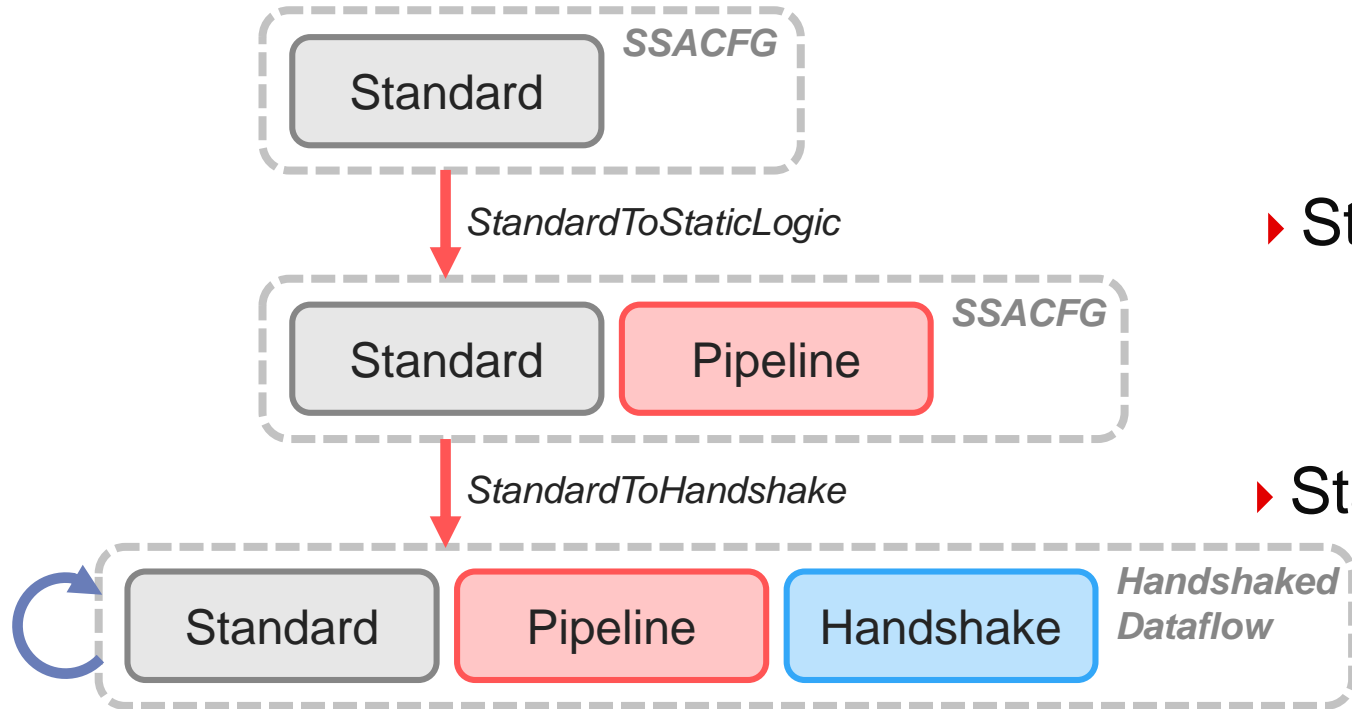 SSACFG
Standard
StandardToStaticLogic
SSACFG
Standard Pipeline
StandardToHandshake
Handshaked
Dataflow
Standard Pipeline Handshake